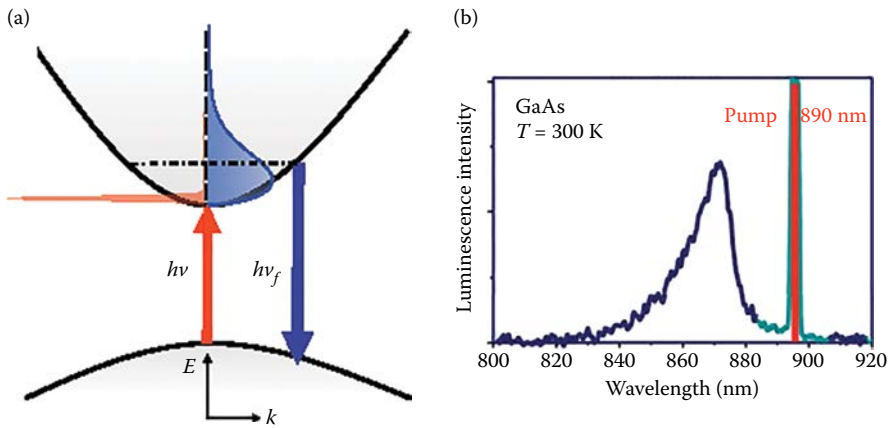 (a)
hν
hν_f
E
k
(b)
Luminescence intensity
GaAs
T = 300 K
Pump 890 nm
800 820 840 860 880 900 920
Wavelength (nm)